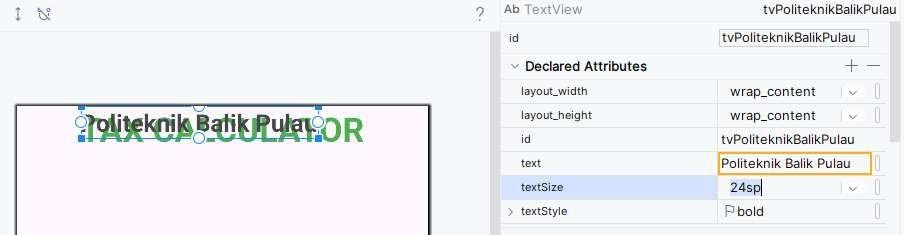 ?
Politeknik Balik Pulau
TAX CALCULATOR
Ab TextView tvPoliteknikBalikPulau
id tvPoliteknikBalikPulau
Declared Attributes
layout_width wrap_content
layout_height wrap_content
id tvPoliteknikBalikPulau
text Politeknik Balik Pulau
textSize 24sp
textStyle bold